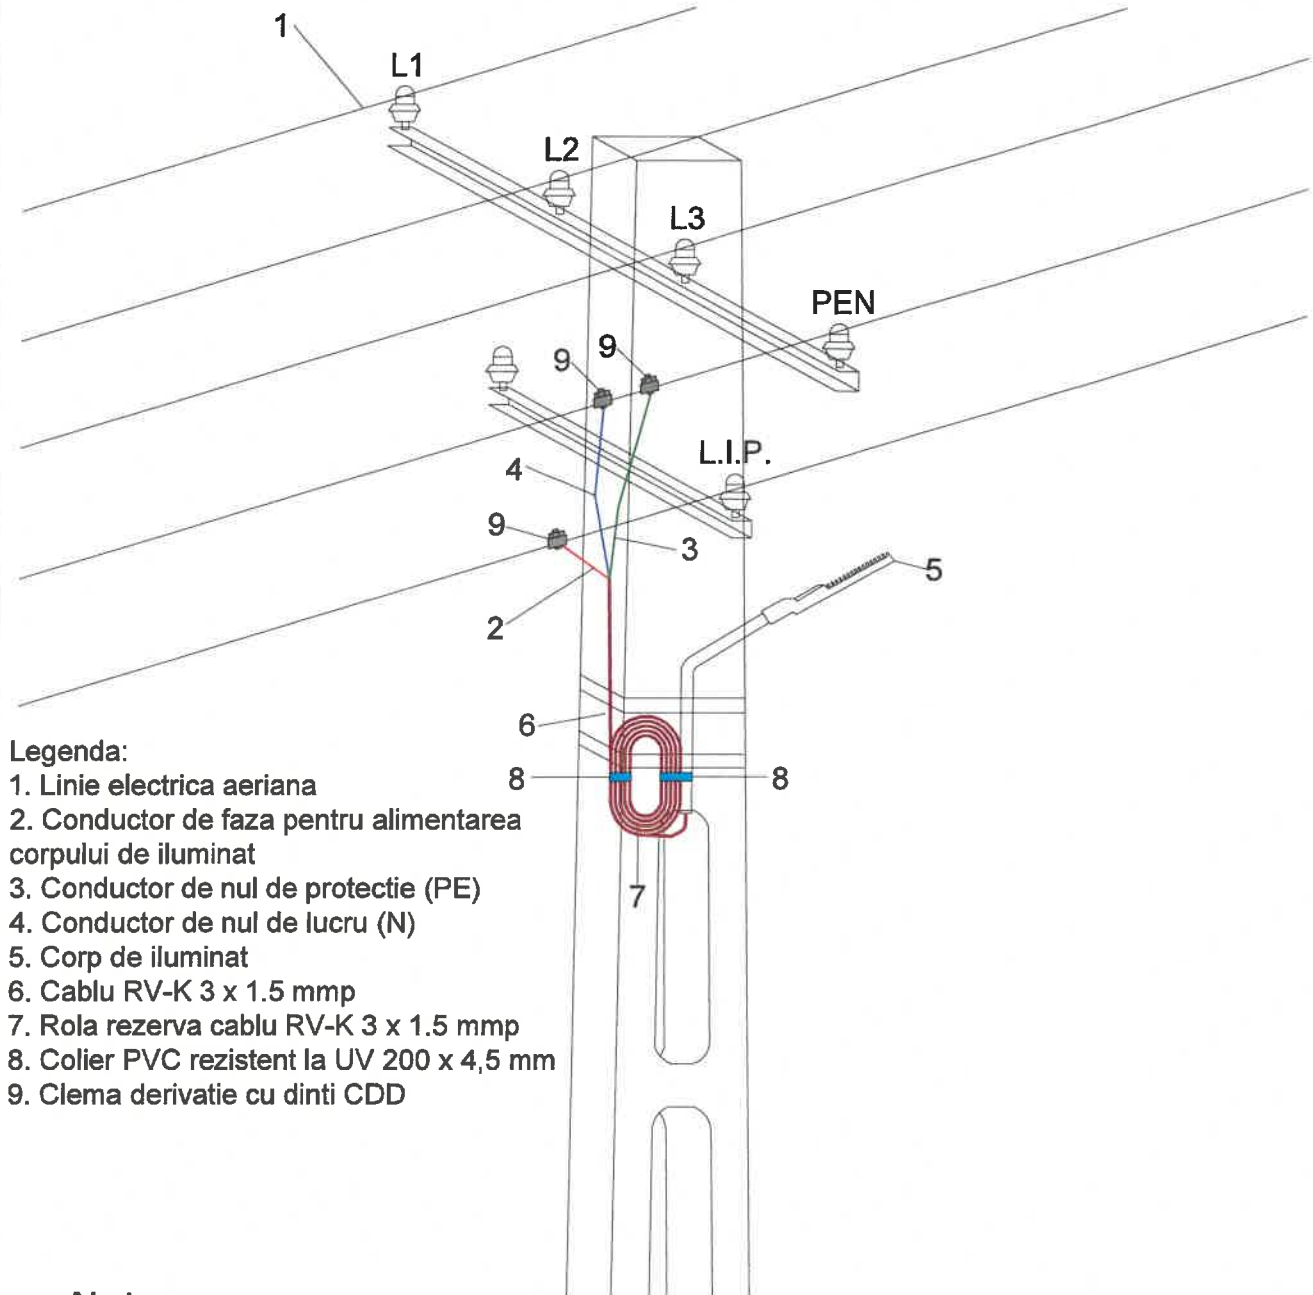 1
L1
L2
L3
PEN
9
9
L.I.P.
4
9
3
5
2
6
8
8
7
Legenda:
1. Linie electrica aeriana
2. Conductor de faza pentru alimentarea
corpului de iluminat
3. Conductor de nul de protectie (PE)
4. Conductor de nul de lucru (N)
5. Corp de iluminat
6. Cablu RV-K 3 x 1.5 mmp
7. Rola rezerva cablu RV-K 3 x 1.5 mmp
8. Colier PVC rezistent la UV 200 x 4,5 mm
9. Clema derivatie cu dinti CDD